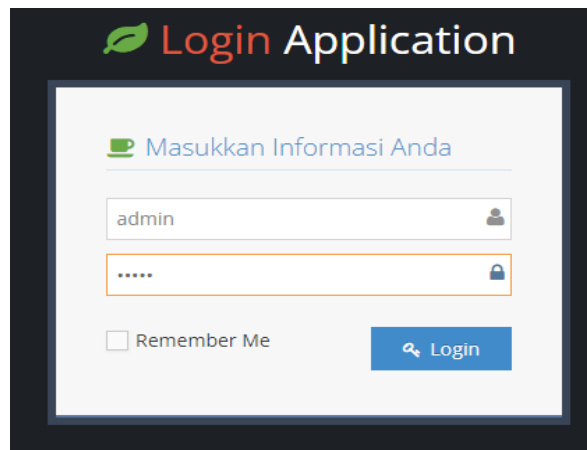 Login Application
Masukkan Informasi Anda
admin
•••••
Remember Me
Login